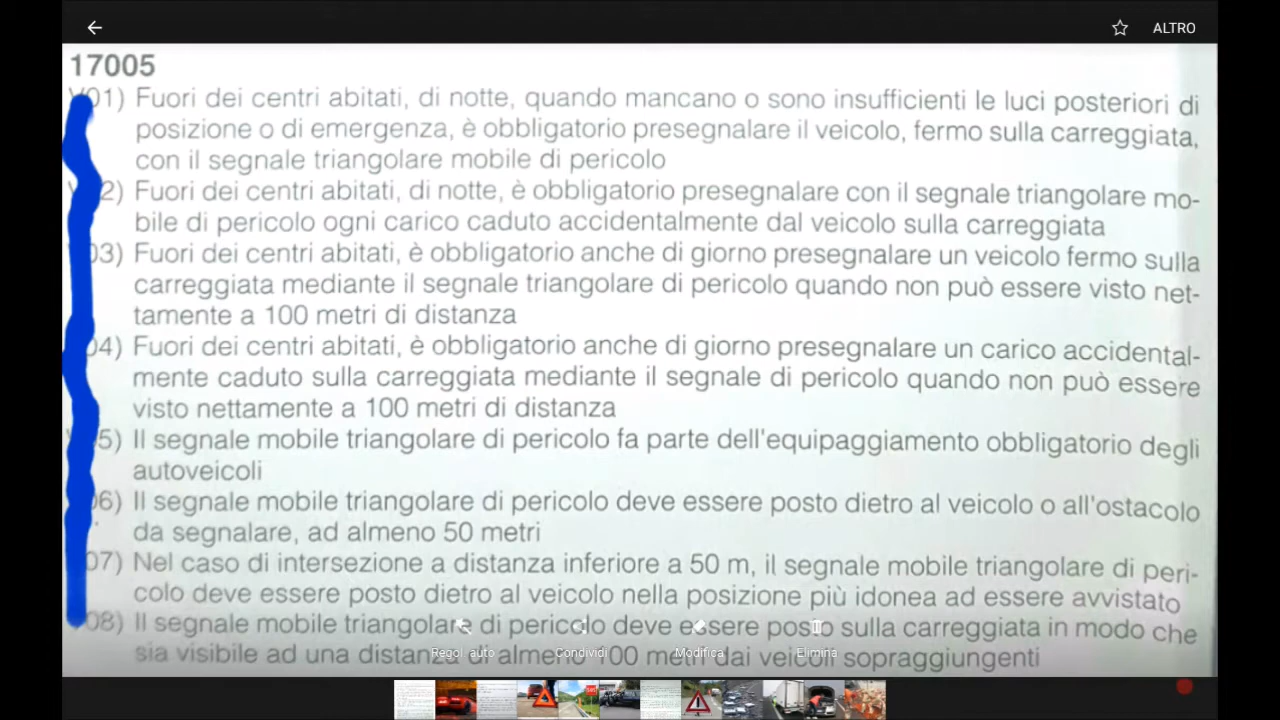 ALTRO
17005
01) Fuori dei centri abitati, di notte, quando mancano o sono insufficienti le luci posteriori di
posizione o di emergenza, è obbligatorio presegnalare il veicolo, fermo sulla carreggiata,
con il segnale triangolare mobile di pericolo
2) Fuori dei centri abitati, di notte, è obbligatorio presegnalare con il segnale triangolare mo-
bile di pericolo ogni carico caduto accidentalmente dal veicolo sulla carreggiata
03) Fuori dei centri abitati, è obbligatorio anche di giorno presegnalare un veicolo fermo sulla
carreggiata mediante il segnale triangolare di pericolo quando non può essere visto net-
tamente a 100 metri di distanza
04) Fuori dei centri abitati, è obbligatorio anche di giorno presegnalare un carico accidental-
mente caduto sulla carreggiata mediante il segnale di pericolo quando non può essere
visto nettamente a 100 metri di distanza
5) Il segnale mobile triangolare di pericolo fa parte dell'equipaggiamento obbligatorio degli
autoveicoli
06) Il segnale mobile triangolare di pericolo deve essere posto dietro al veicolo o all'ostacolo
da segnalare, ad almeno 50 metri
07) Nel caso di intersezione a distanza inferiore a 50 m, il segnale mobile triangolare di peri-
colo deve essere posto dietro al veicolo nella posizione più idonea ad essere avvistato
08) Il segnale mobile triangolare di pericolo deve essere posto sulla carreggiata in modo che
sia visibile ad una distanza di almeno 100 metri dai veicoli sopraggiungenti
Regol. auto Condividi Modifica Elimina